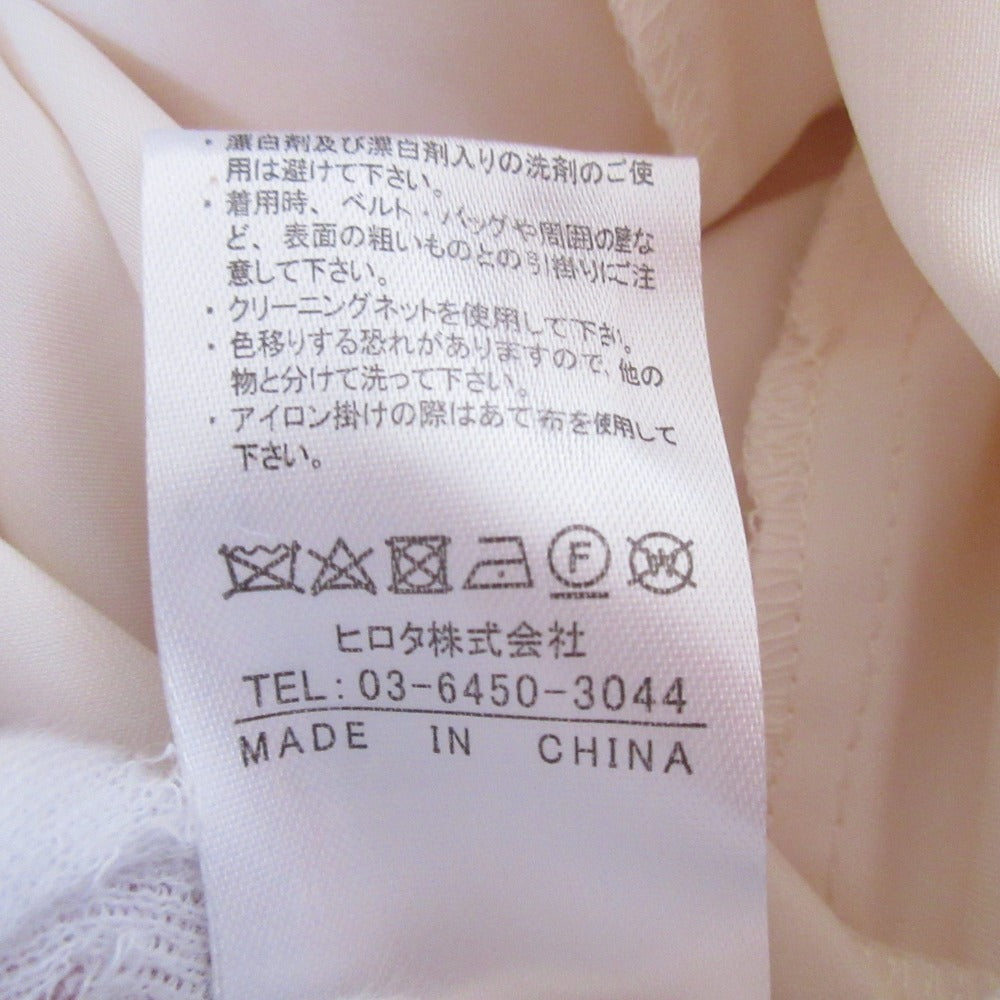 ・蛍白剤及び漂白剤入りの洗剤のご使
用は避けて下さい。
・着用時、ベルト・バッグや周囲の壁な
ど、表面の粗いものとの引掛りにご注
意して下さい。
・クリーニングネットを使用して下さい。
・色移りする恐れがありますので、他の
物と分けて洗って下さい。
・アイロン掛けの際はあて布を使用して
下さい。
F W
ヒロタ株式会社
TEL:03-6450-3044
MADE IN CHINA